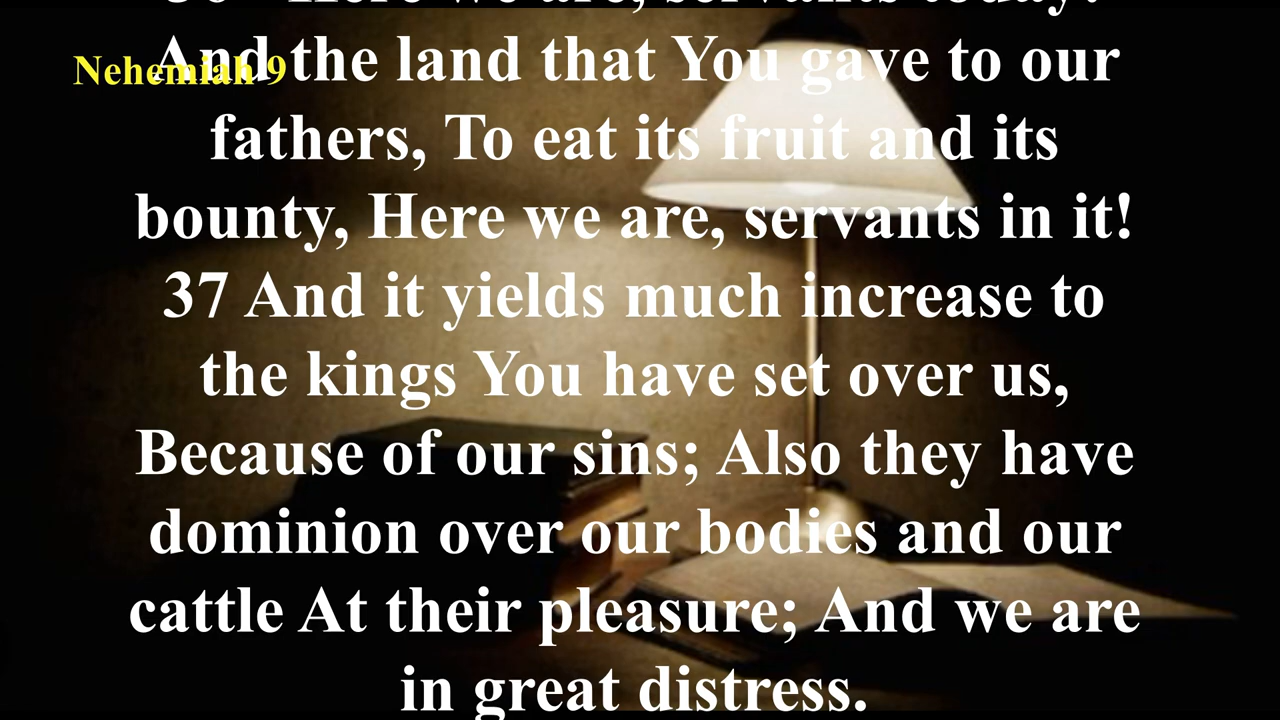 36 "Here we are, servants today!
Nehemiah 9
And the land that You gave to our
fathers, To eat its fruit and its
bounty, Here we are, servants in it!
37 And it yields much increase to
the kings You have set over us,
Because of our sins; Also they have
dominion over our bodies and our
cattle At their pleasure; And we are
in great distress.